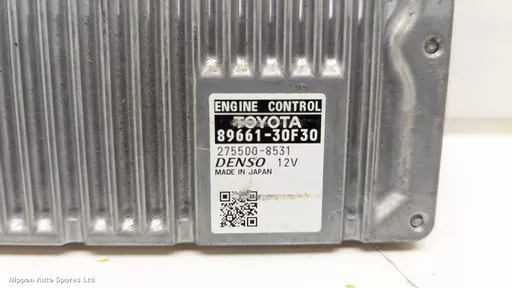 ENGINE CONTROL
TOYOTA
89661-30F30
275500-8531
DENSO 12V
MADE IN JAPAN
Nippon Auto Spares Ltd